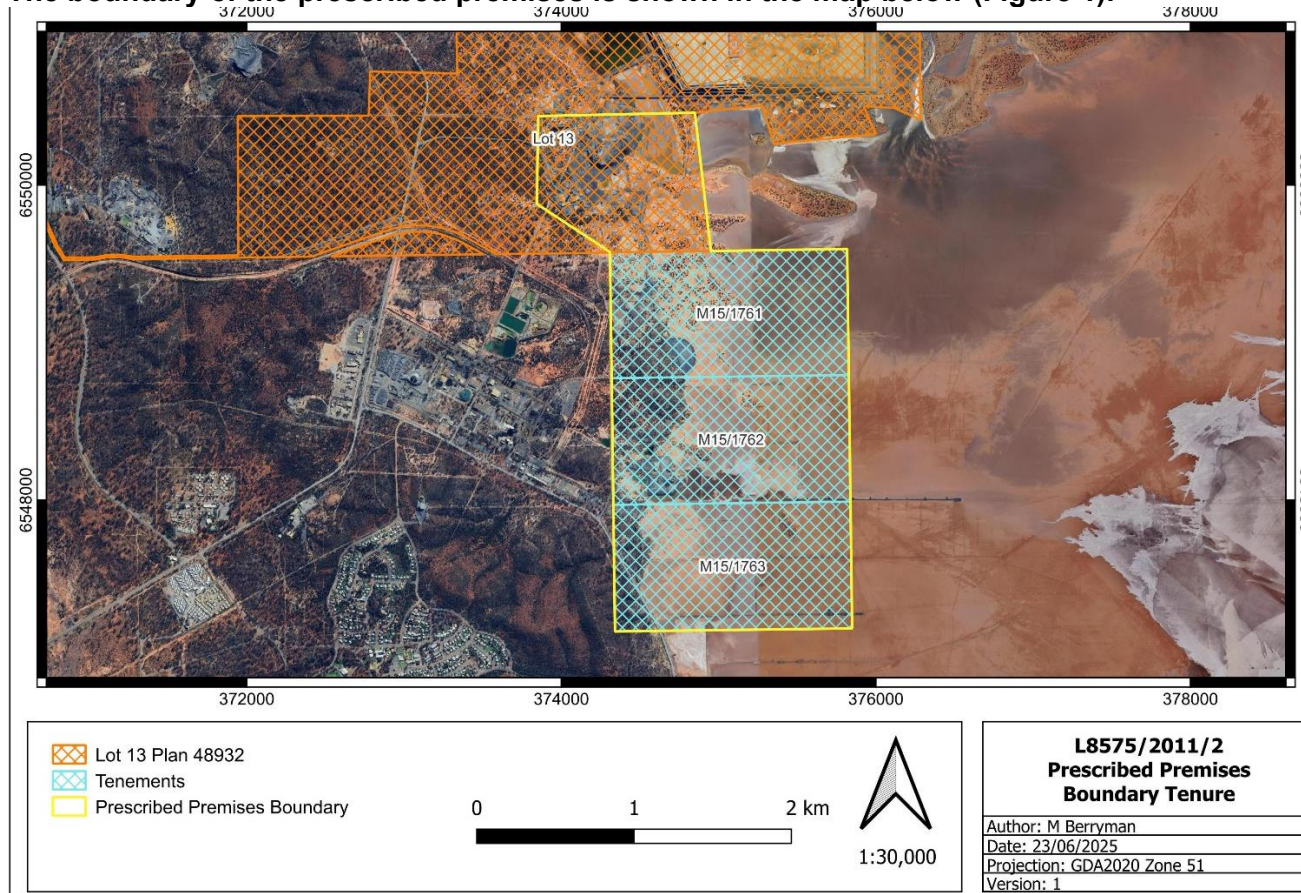 The boundary of the prescribed premises is shown in the map below (Figure 1).
372000
374000
376000
378000
Lot 13
6550000
M15/1761
M15/1762
6548000
M15/1763
372000
374000
376000
378000
Lot 13 Plan 48932
Tenements
Prescribed Premises Boundary
0 1 2 km
1:30,000
L8575/2011/2
Prescribed Premises
Boundary Tenure
Author: M Berryman
Date: 23/06/2025
Projection: GDA2020 Zone 51
Version: 1